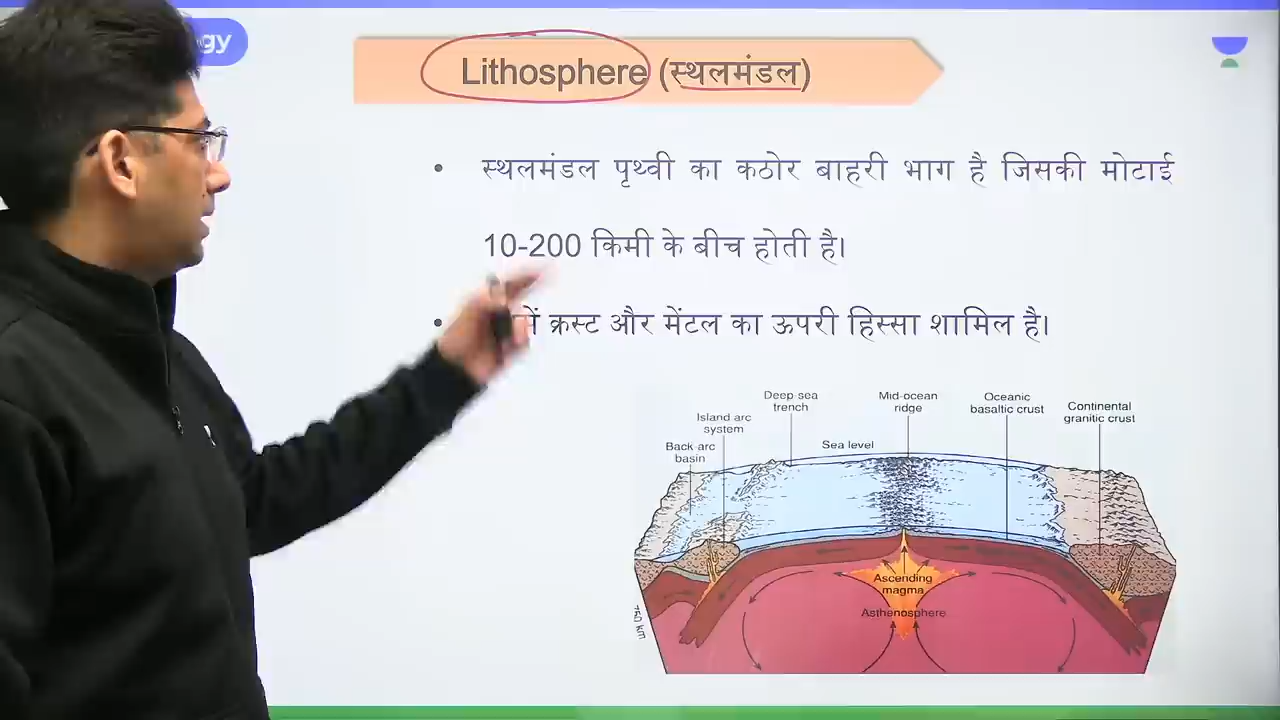 gy
Lithosphere (स्थलमंडल)
• स्थलमंडल पृथ्वी का कठोर बाहरी भाग है जिसकी मोटाई
10-200 किमी के बीच होती है।
• क्रस्ट और मेंटल का ऊपरी हिस्सा शामिल है।
Deep-sea
trench
Mid-ocean
ridge
Oceanic
basaltic crust
Continental
granitic crust
Island arc
system
Back-arc
basin
Sea level
Ascending
magma
Asthenosphere
750 km